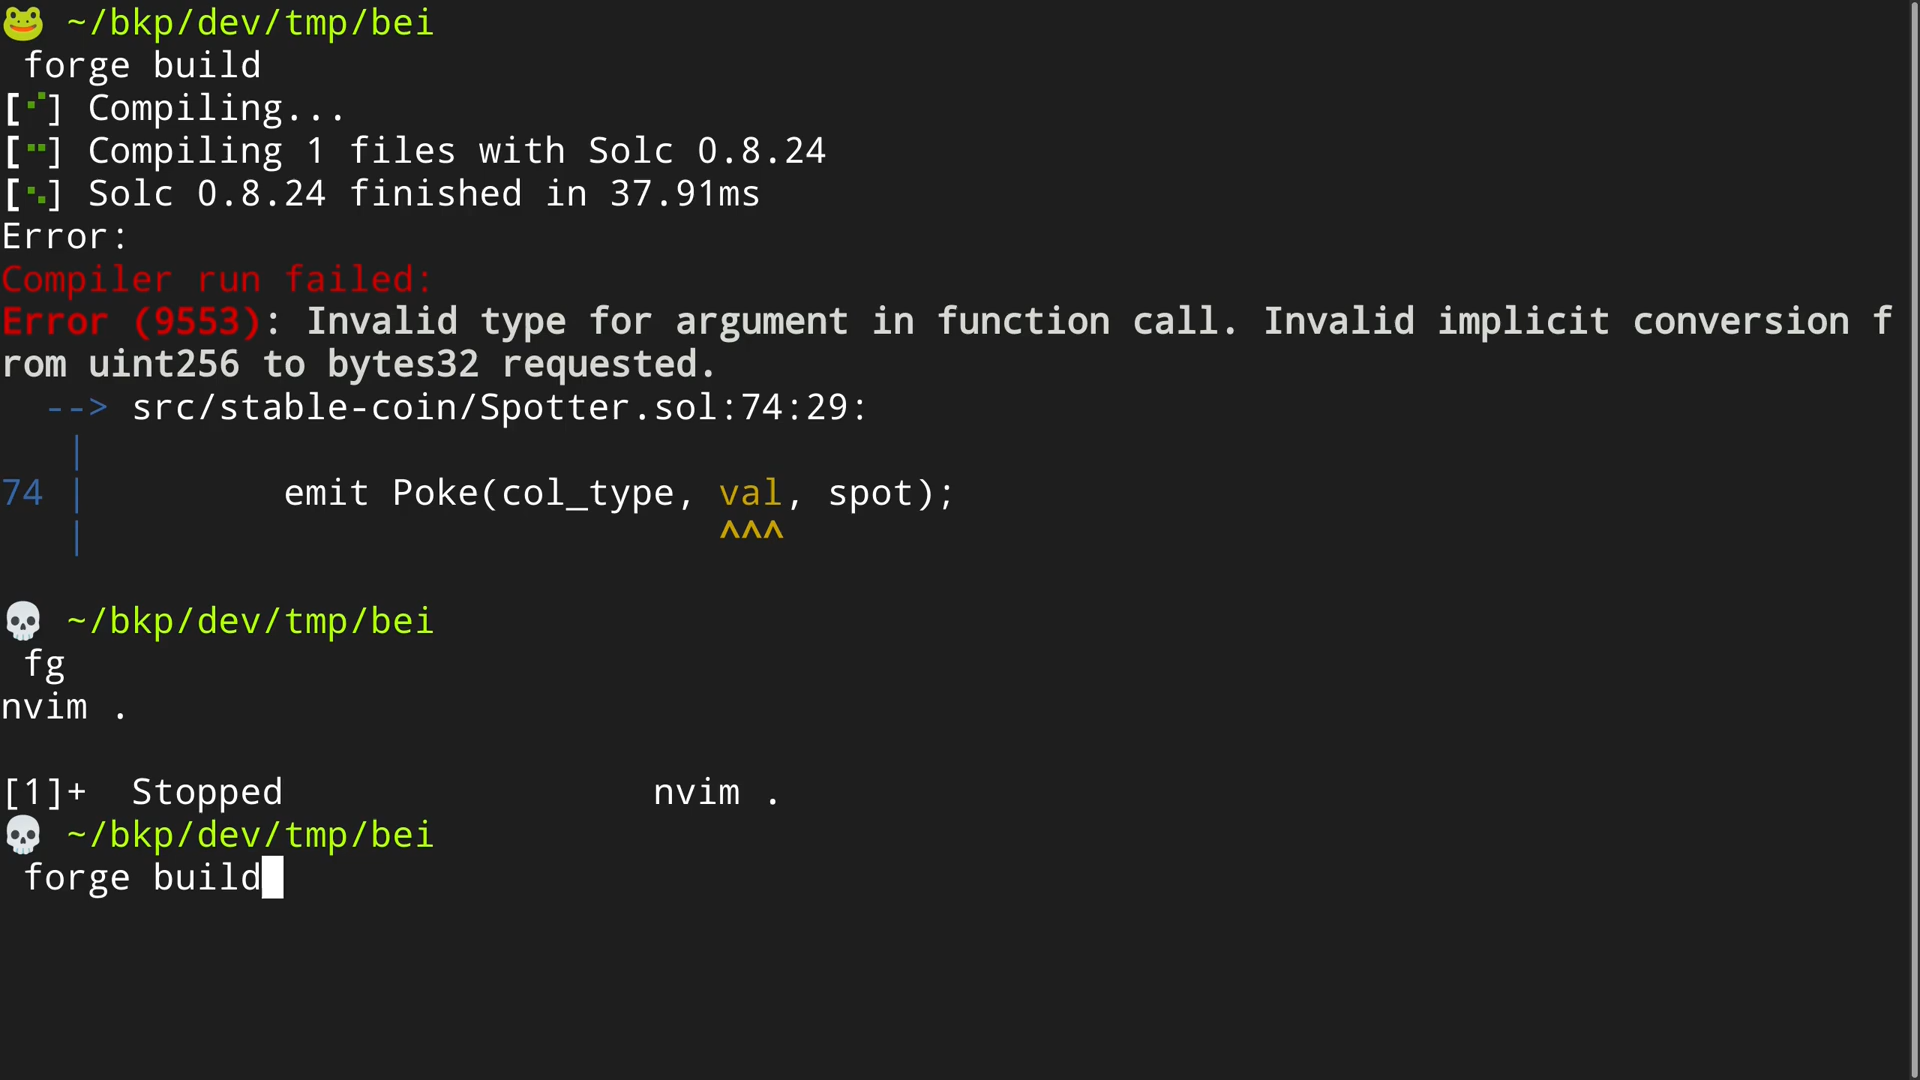 ~/bkp/dev/tmp/bei
forge build
[⠊] Compiling...
[⠒] Compiling 1 files with Solc 0.8.24
[⠢] Solc 0.8.24 finished in 37.91ms
Error:
Compiler run failed:
Error (9553): Invalid type for argument in function call. Invalid implicit conversion f
rom uint256 to bytes32 requested.
--> src/stable-coin/Spotter.sol:74:29:
|
74 |         emit Poke(col_type, val, spot);
|                             ^^^
~/bkp/dev/tmp/bei
fg
nvim .
[1]+  Stopped                 nvim .
~/bkp/dev/tmp/bei
forge build